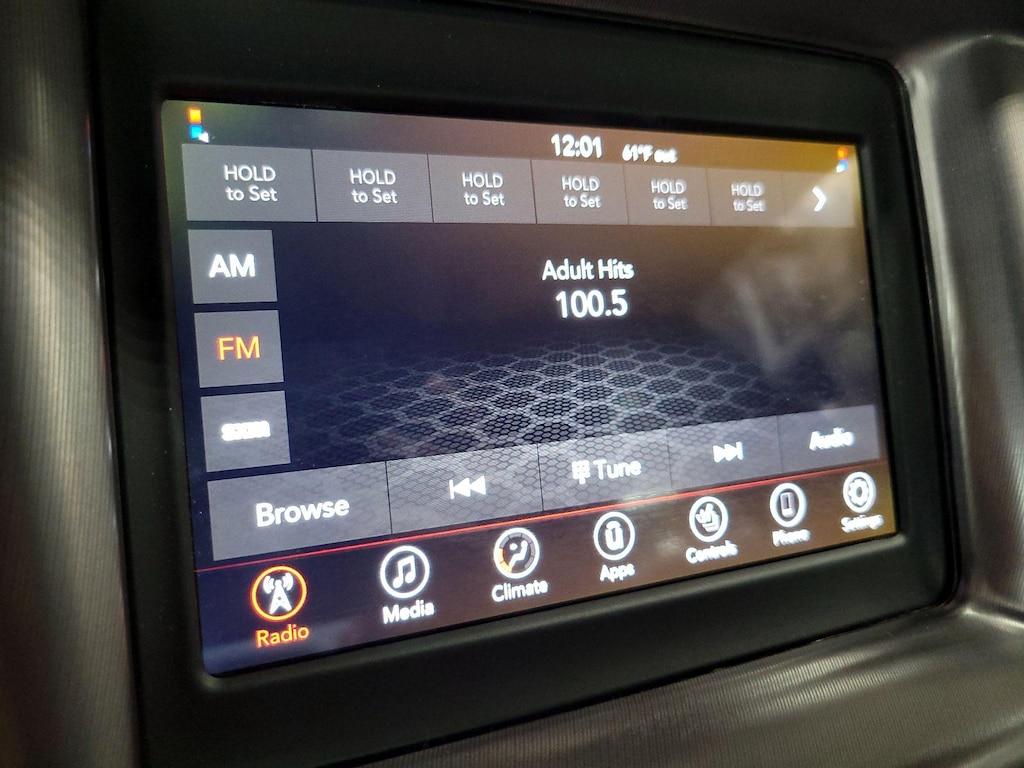 12:01 61°F out
HOLD to Set
HOLD to Set
HOLD to Set
HOLD to Set
HOLD to Set
HOLD to Set
AM
Adult Hits
100.5
FM
Browse
Tune
Audio
Radio
Media
Climate
Apps
Controls
Phone
Settings